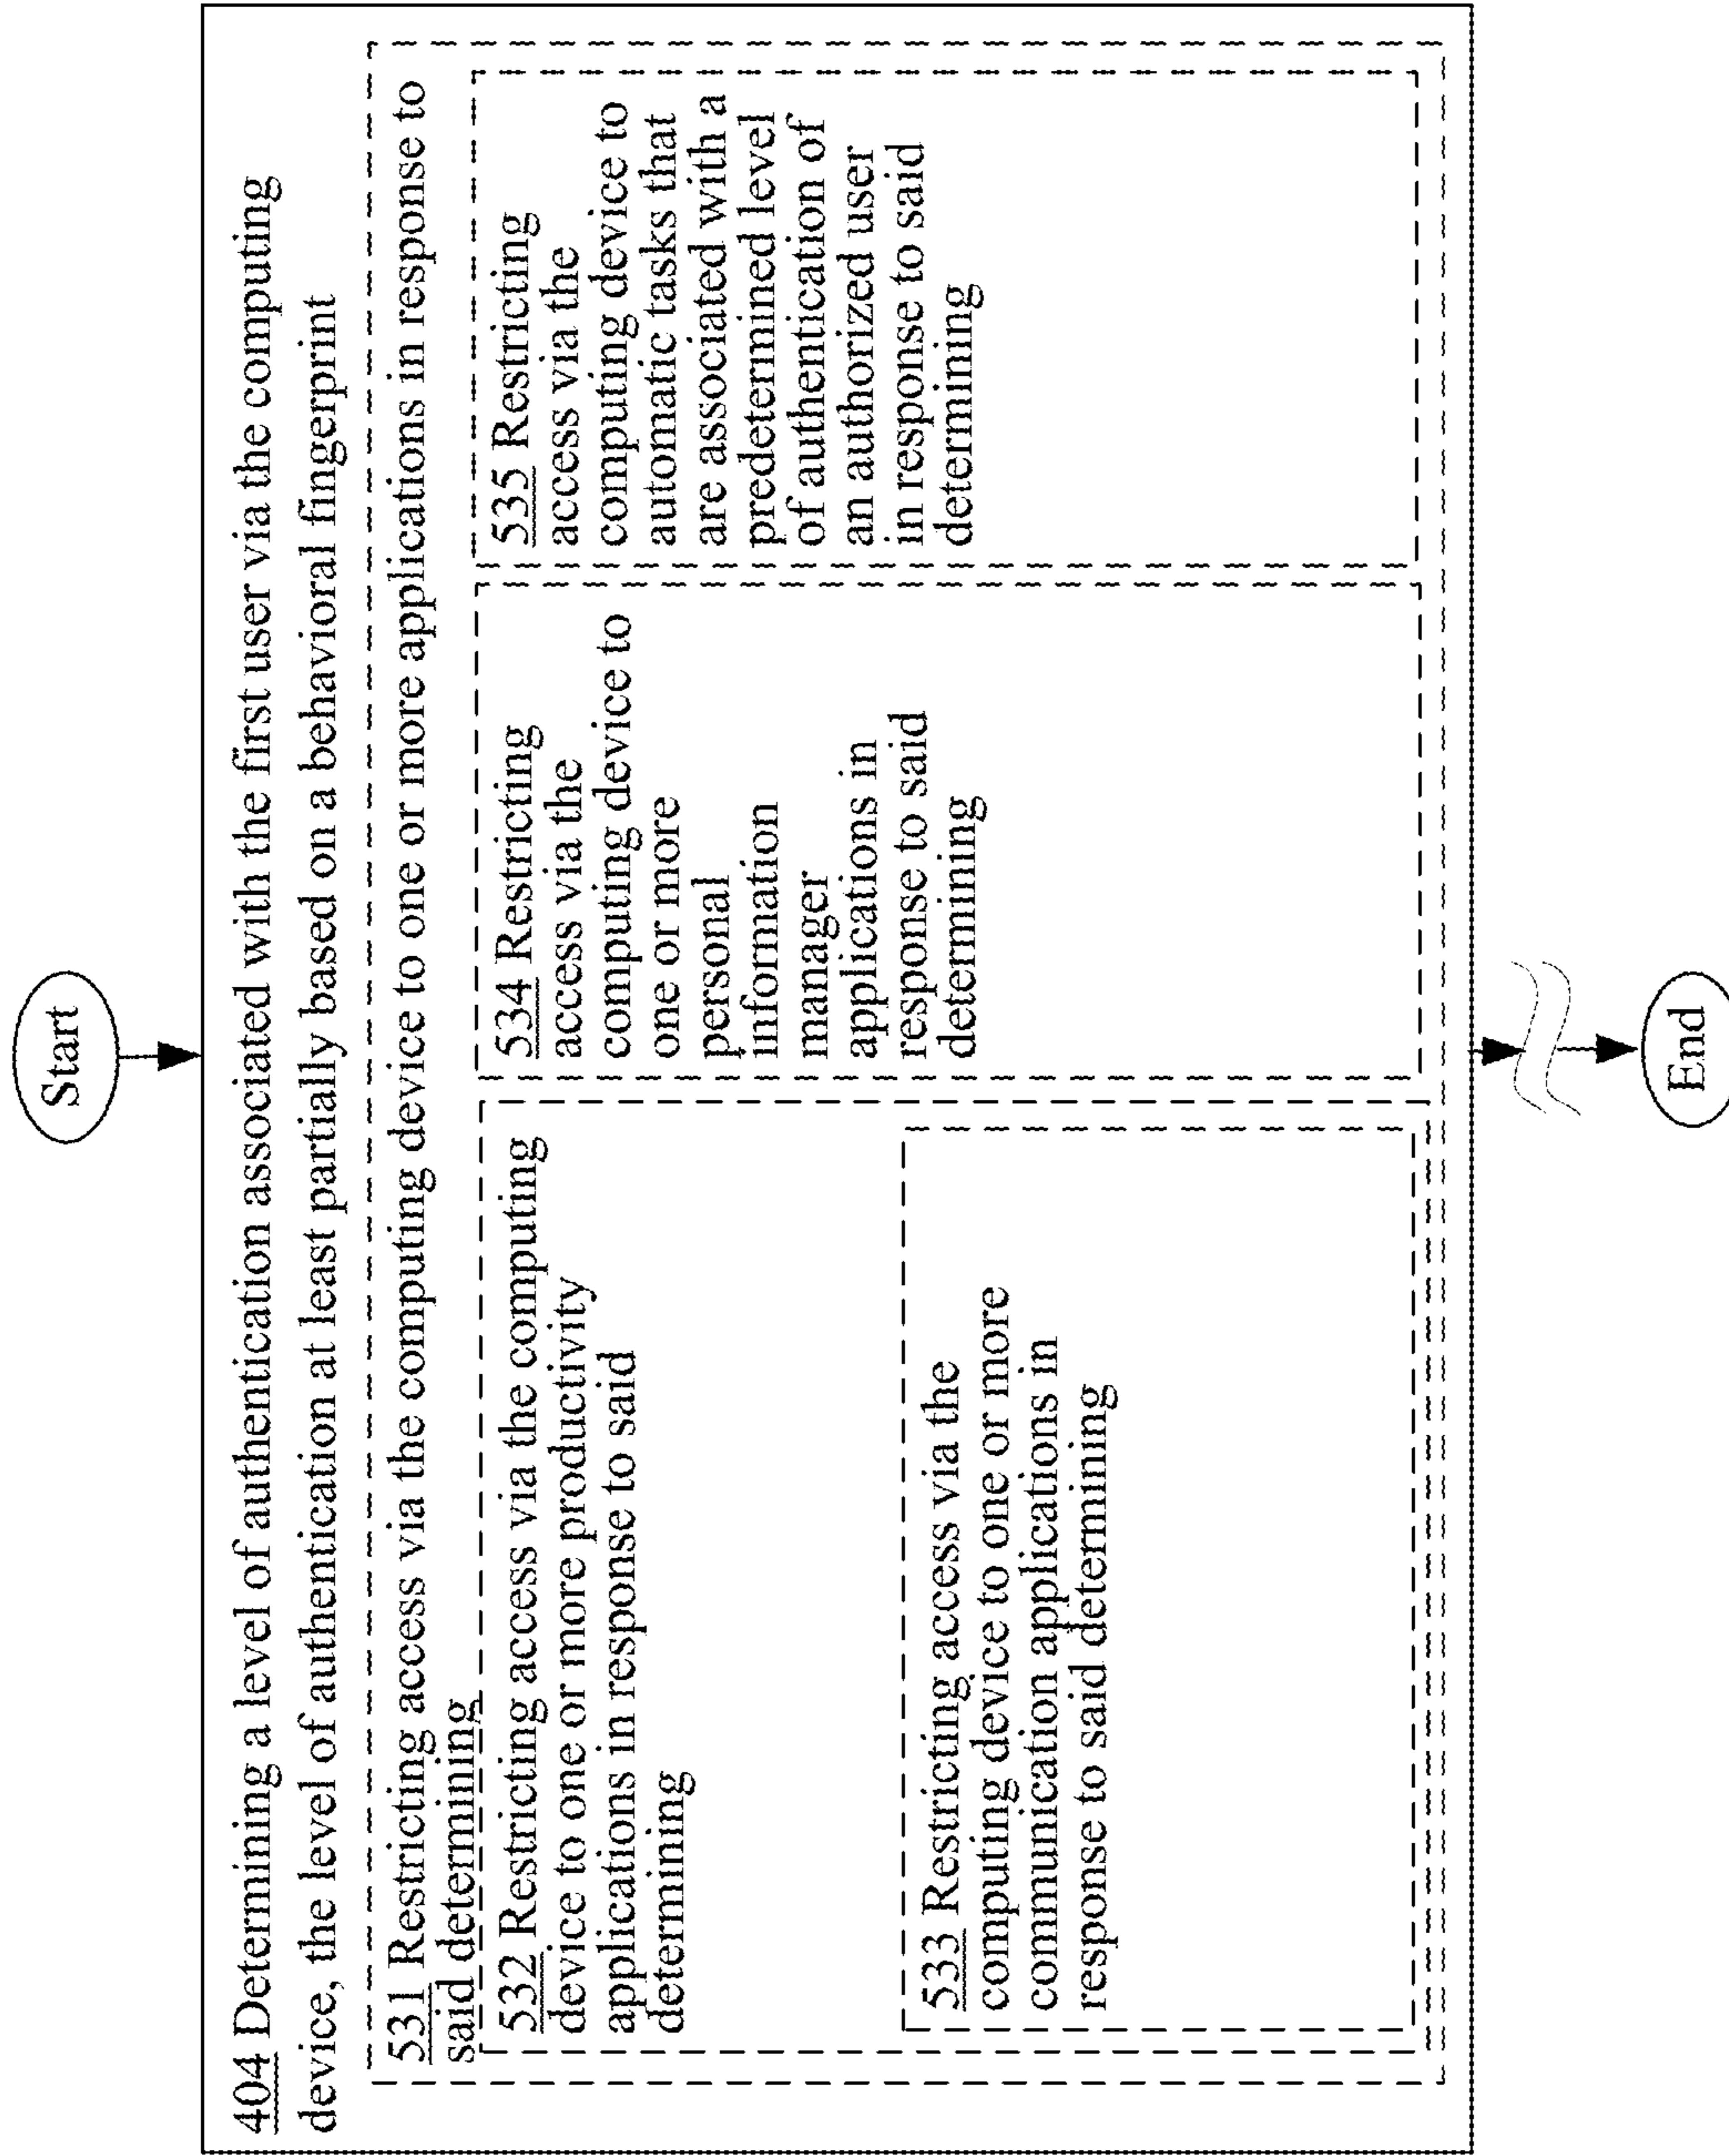 Start
404 Determining a level of authentication associated with the first user via the computing
device, the level of authentication at least partially based on a behavioral fingerprint
531 Restricting access via the computing device to one or more applications in response to
said determining
532 Restricting access via the computing
device to one or more productivity
applications in response to said
determining
533 Restricting access via the
computing device to one or more
communication applications in
response to said determining
534 Restricting
access via the
computing device to
one or more
personal
information
manager
applications in
response to said
determining
535 Restricting
access via the
computing device to
automatic tasks that
are associated with a
predetermined level
of authentication of
an authorized user
in response to said
determining
End